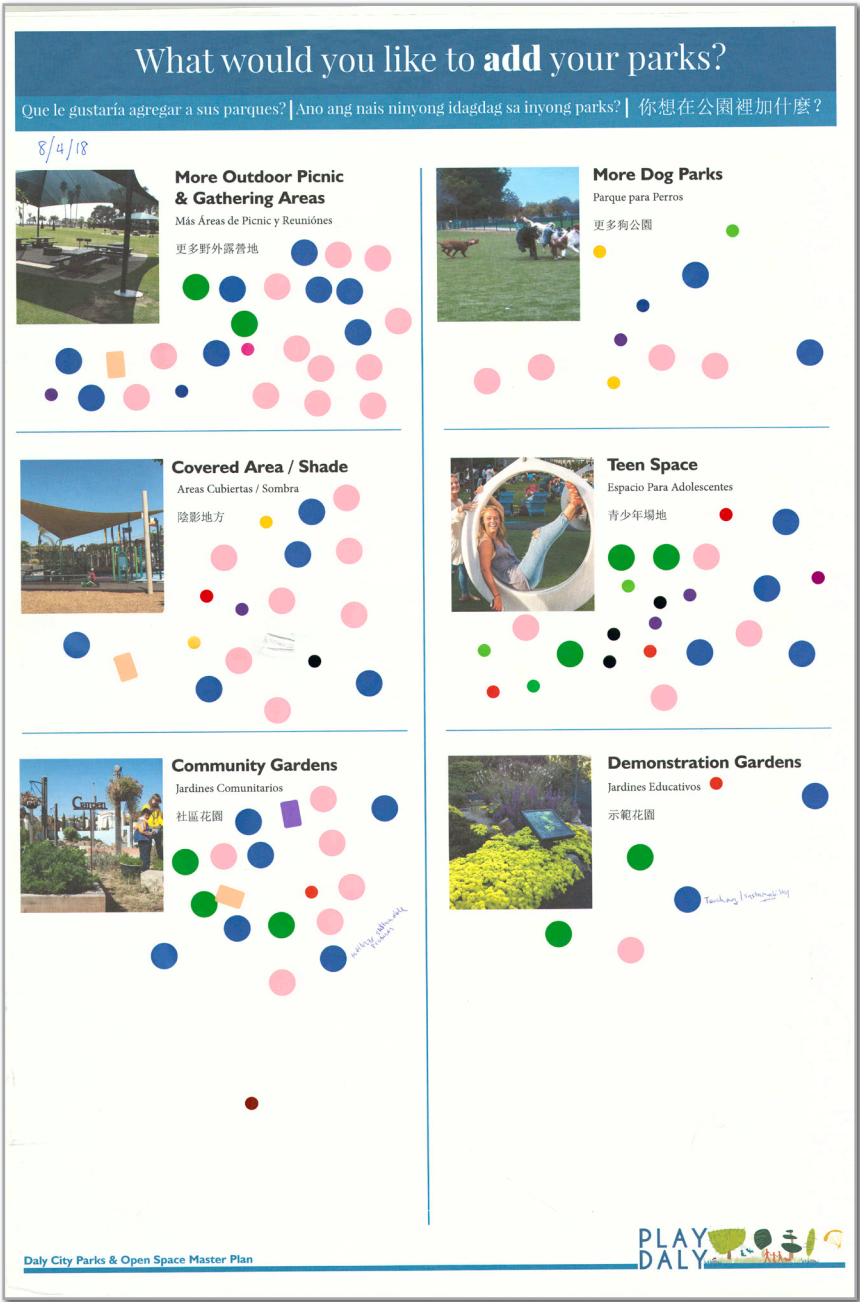 What would you like to add your parks?
Que le gustaría agregar a sus parques? | Ano ang nais ninyong idagdag sa inyong parks? | 你想在公園裡加什麼？
8/4/18
More Outdoor Picnic
& Gathering Areas
Más Áreas de Picnic y Reuniónes
更多野外露營地
More Dog Parks
Parque para Perros
更多狗公園
Covered Area / Shade
Areas Cubiertas / Sombra
陰影地方
Teen Space
Espacio Para Adolescentes
青少年場地
Community Gardens
Jardines Comunitarios
社區花園
Garden
Demonstration Gardens
Jardines Educativos
示範花園
Teaching / sustainability
Daly City Parks & Open Space Master Plan
PLAY
DALY